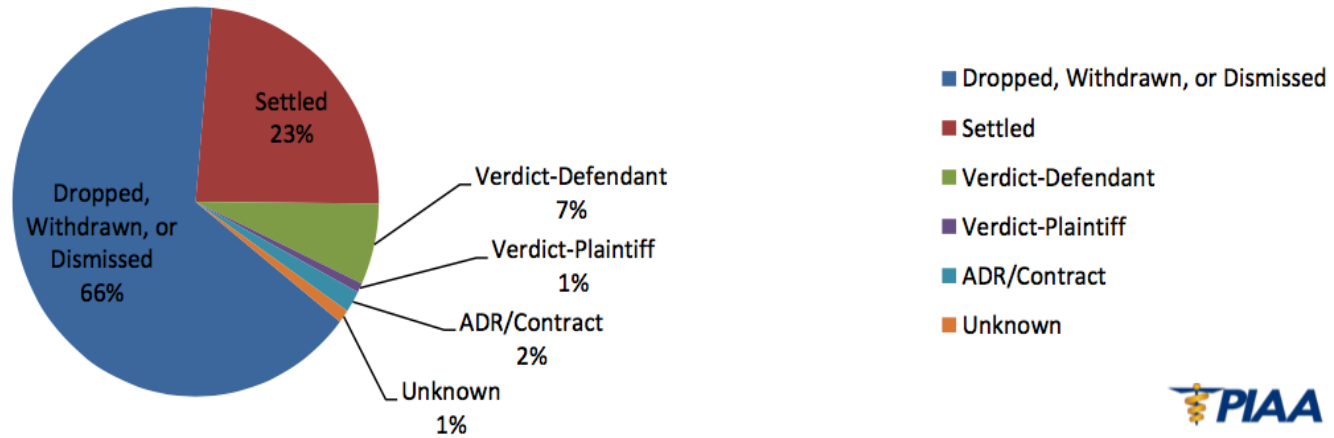 Settled
23%
Dropped,
Withdrawn, or
Dismissed
66%
Verdict-Defendant
7%
Verdict-Plaintiff
1%
ADR/Contract
2%
Unknown
1%
Dropped, Withdrawn, or Dismissed
Settled
Verdict-Defendant
Verdict-Plaintiff
ADR/Contract
Unknown
PIAA